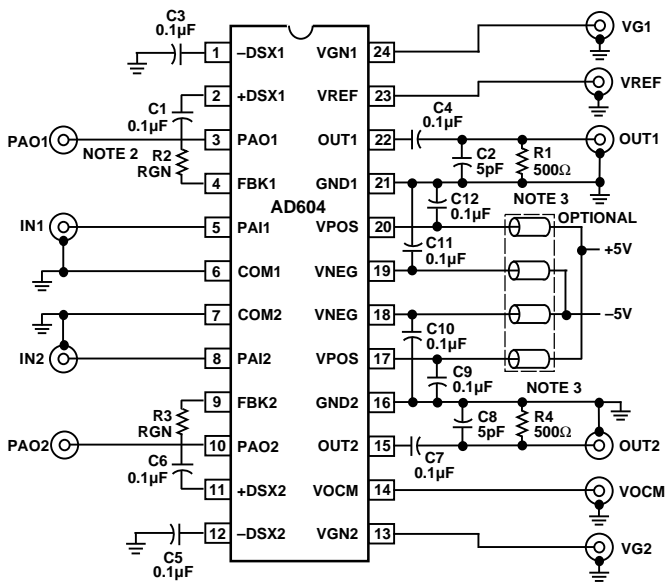 C3
0.1µF
1 –DSX1 VGN1 24 VG1
2 +DSX1 VREF 23 VREF
C1
0.1µF
C4
0.1µF
PAO1 NOTE 2 3 PAO1 OUT1 22 OUT1
R2
RGN
C2
5pF
R1
500Ω
4 FBK1 GND1 21
AD604
C12
0.1µF
NOTE 3
OPTIONAL
IN1 5 PAI1 VPOS 20
C11
0.1µF
+5V
6 COM1 VNEG 19
7 COM2 VNEG 18 –5V
C10
0.1µF
IN2 8 PAI2 VPOS 17
C9
0.1µF
NOTE 3
9 FBK2 GND2 16
R3
RGN
C8
5pF
R4
500Ω
PAO2 10 PAO2 OUT2 15 OUT2
C6
0.1µF
C7
0.1µF
11 +DSX2 VOCM 14 VOCM
12 –DSX2 VGN2 13 VG2
C5
0.1µF